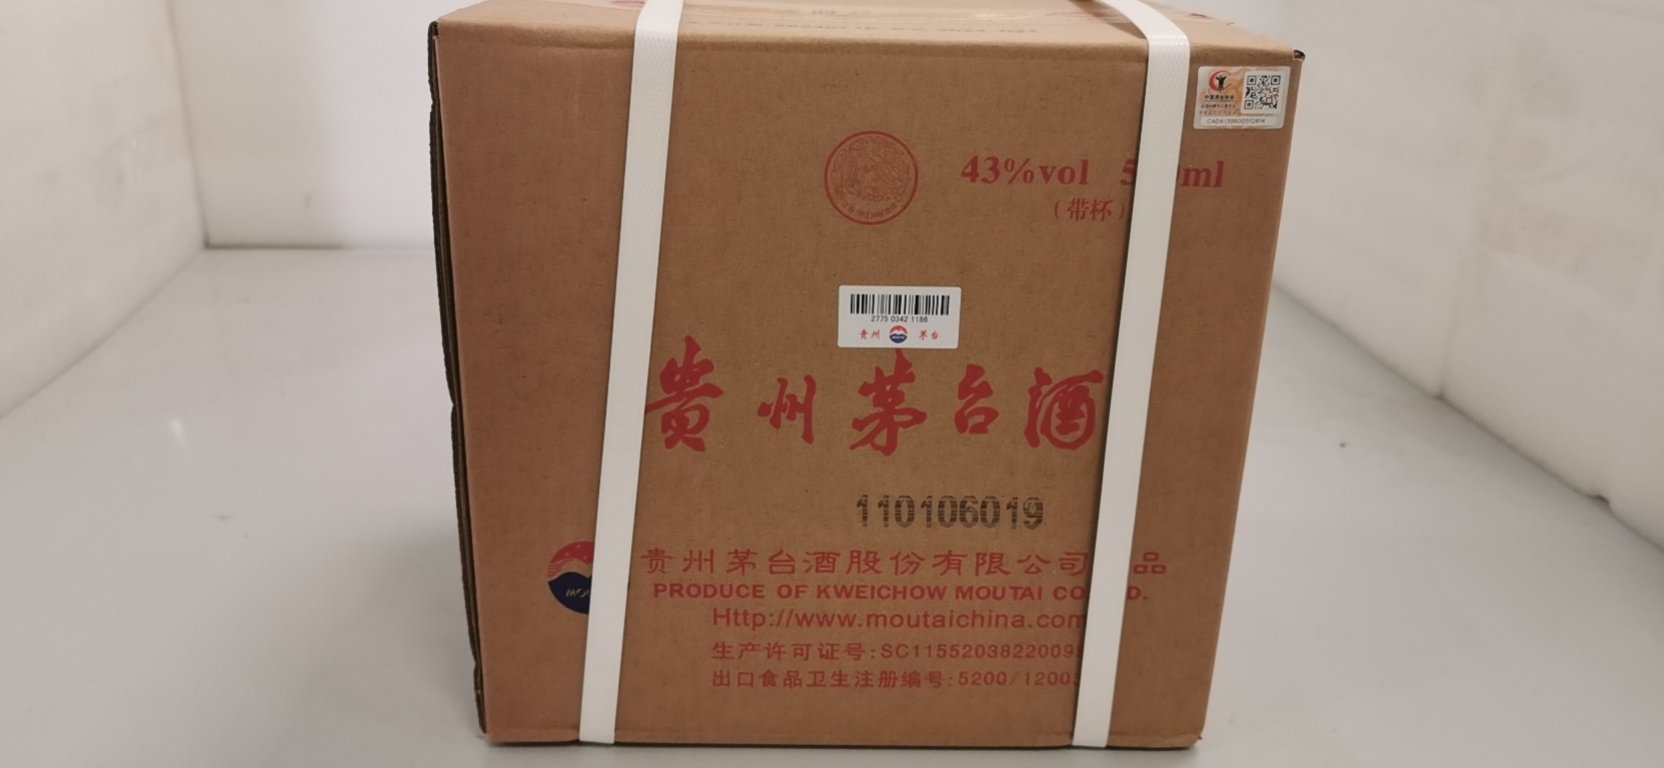 43%vol 5 ml
（带杯）
CADA139600512814
2775 0342 1186
贵州 茅台
贵州茅台酒
110106019
贵州茅台酒股份有限公司 品
PRODUCE OF KWEICHOW MOUTAI CO D.
Http://www.moutaichina.com
生产许可证号:SC1155203822009
出口食品卫生注册编号:5200/1200